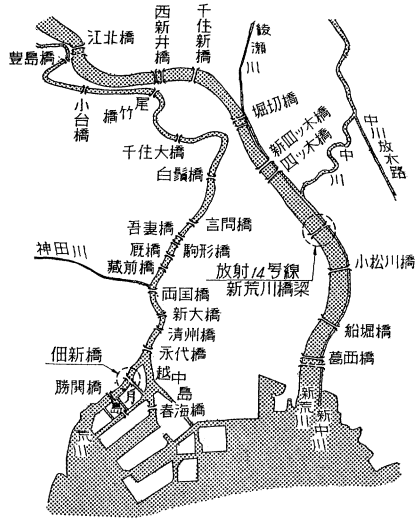 江北橋
豊島橋
小台橋
西新井橋
千住新橋
尾竹橋
綾瀬川
堀切橋
新四ッ木橋
四ッ木橋
中川
中川放水路
千住大橋
白鬚橋
言問橋
吾妻橋
駒形橋
厩橋
蔵前橋
神田川
両国橋
放射14号線
新荒川橋梁
小松川橋
新大橋
清州橋
永代橋
佃新橋
越中島
月島
勝関橋
春海橋
荒川
船堀橋
葛西橋
新荒川
新中川